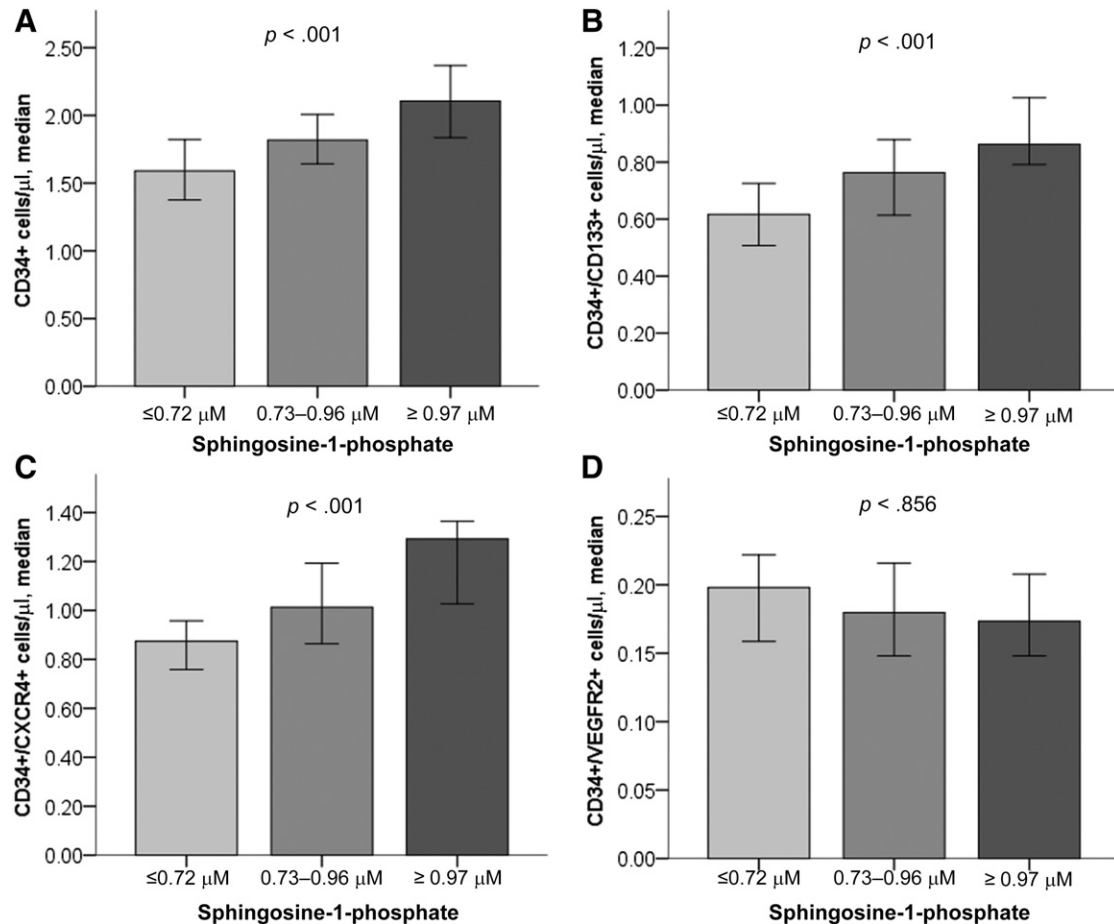 A
p < .001
CD34+ cells/µl, median
2.50
2.00
1.50
1.00
0.50
0.00
≤0.72 µM
0.73–0.96 µM
≥ 0.97 µM
Sphingosine-1-phosphate
B
p < .001
CD34+/CD133+ cells/µl, median
1.20
1.00
0.80
0.60
0.40
0.20
0.00
≤0.72 µM
0.73–0.96 µM
≥ 0.97 µM
Sphingosine-1-phosphate
C
p < .001
CD34+/CXCR4+ cells/µl, median
1.40
1.20
1.00
0.80
0.60
0.40
0.20
0.00
≤0.72 µM
0.73–0.96 µM
≥ 0.97 µM
Sphingosine-1-phosphate
D
p < .856
CD34+/VEGFR2+ cells/µl, median
0.25
0.20
0.15
0.10
0.05
0.00
≤0.72 µM
0.73–0.96 µM
≥ 0.97 µM
Sphingosine-1-phosphate